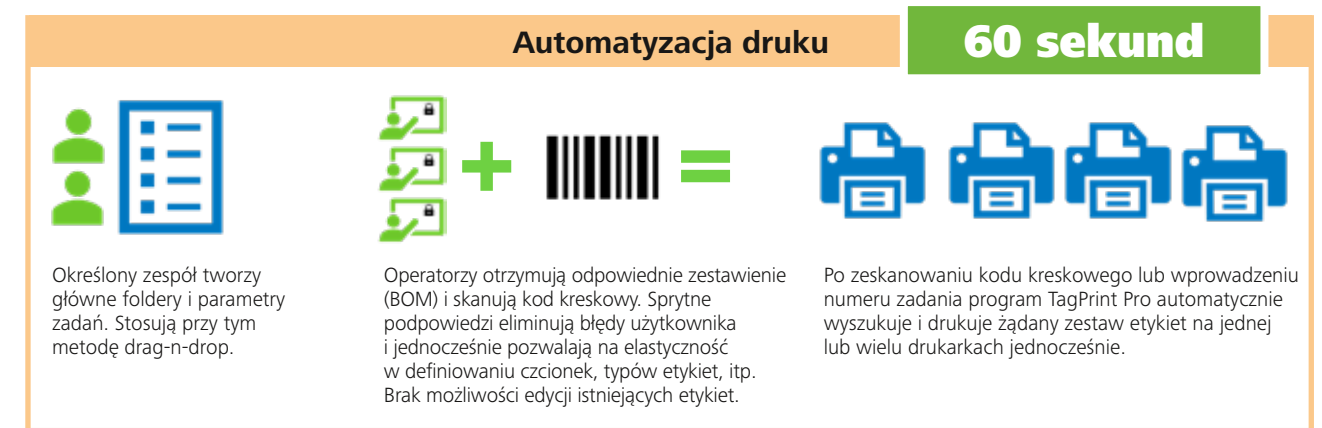 Automatyzacja druku
60 sekund
Określony zespół tworzy
główne foldery i parametry
zadań. Stosują przy tym
metodę drag-n-drop.
Operatorzy otrzymują odpowiednie zestawienie
(BOM) i skanują kod kreskowy. Sprytne
podpowiedzi eliminują błędy użytkownika
i jednocześnie pozwalają na elastyczność
w definiowaniu czcionek, typów etykiet, itp.
Brak możliwości edycji istniejących etykiet.
Po zeskanowaniu kodu kreskowego lub wprowadzeniu
numeru zadania program TagPrint Pro automatycznie
wyszukuje i drukuje żądany zestaw etykiet na jednej
lub wielu drukarkach jednocześnie.